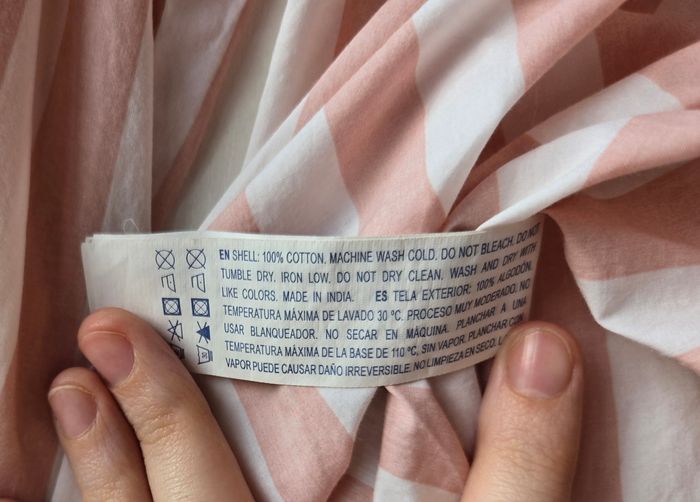 EN SHELL: 100% COTTON. MACHINE WASH COLD. DO NOT BLEACH. DO NOT
TUMBLE DRY. IRON LOW. DO NOT DRY CLEAN. WASH AND DRY WITH
LIKE COLORS. MADE IN INDIA. ES TELA EXTERIOR: 100% ALGODÓN.
TEMPERATURA MÁXIMA DE LAVADO 30 ºC. PROCESO MUY MODERADO. NO
USAR BLANQUEADOR. NO SECAR EN MÁQUINA. PLANCHAR A UNA
TEMPERATURA MÁXIMA DE LA BASE DE 110 ºC, SIN VAPOR. PLANCHAR CON
VAPOR PUEDE CAUSAR DAÑO IRREVERSIBLE. NO LIMPIEZA EN SECO.